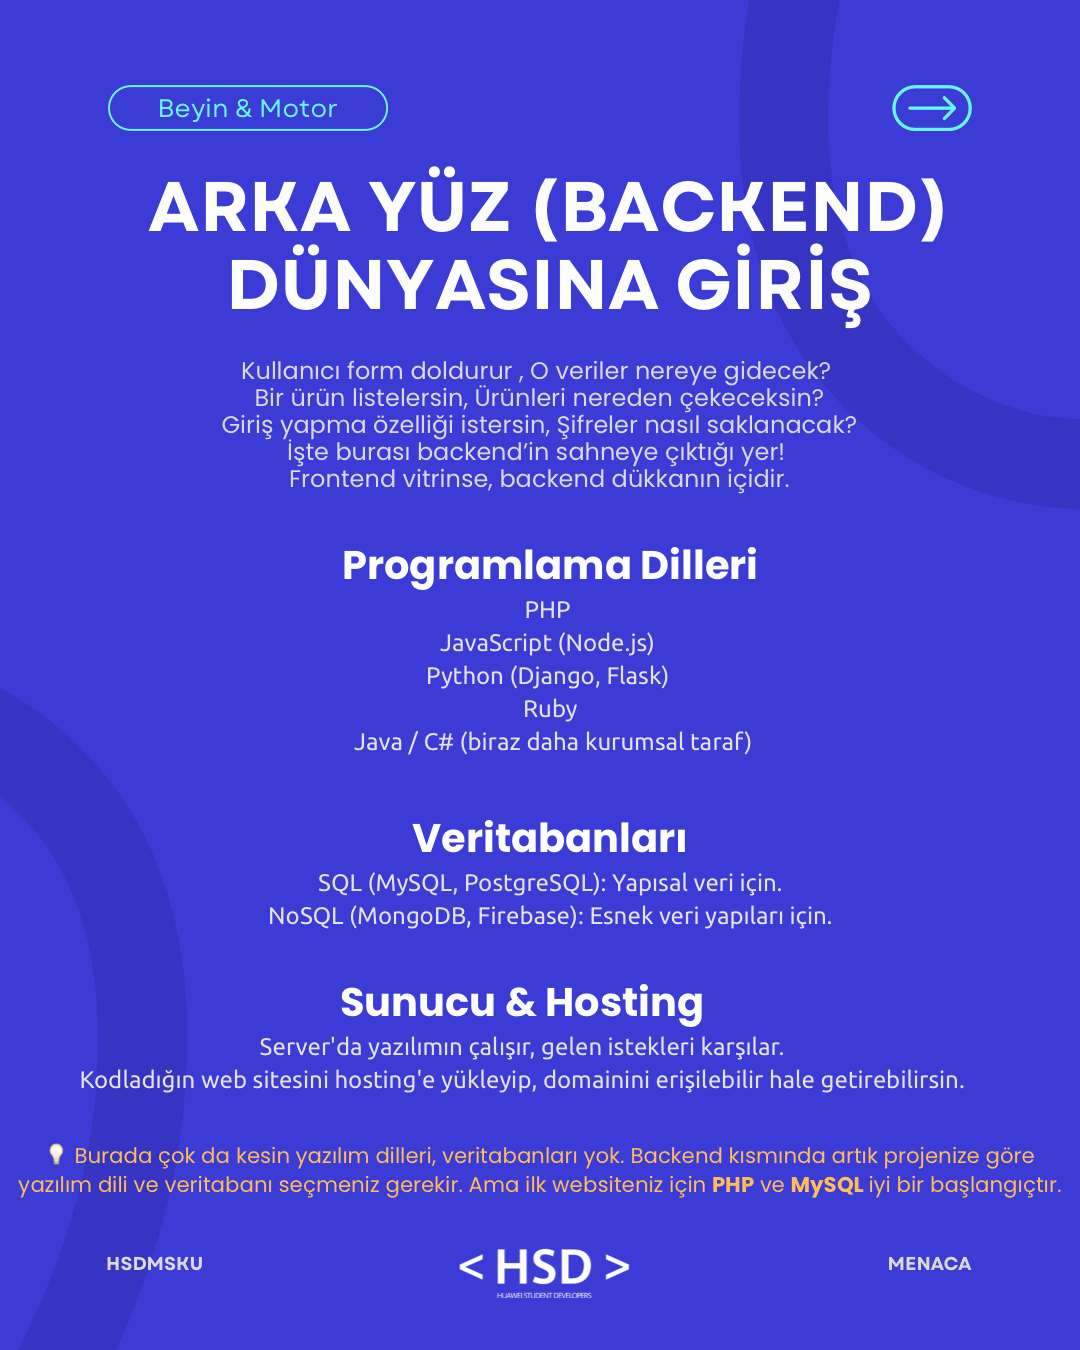 Beyin & Motor
ARKA YÜZ (BACKEND)
DÜNYASINA GİRİŞ
Kullanıcı form doldurur , O veriler nereye gidecek?
Bir ürün listelersin, Ürünleri nereden çekeceksin?
Giriş yapma özelliği istersin, Şifreler nasıl saklanacak?
İşte burası backend’in sahneye çıktığı yer!
Frontend vitrinse, backend dükkanın içidir.
Programlama Dilleri
PHP
JavaScript (Node.js)
Python (Django, Flask)
Ruby
Java / C# (biraz daha kurumsal taraf)
Veritabanları
SQL (MySQL, PostgreSQL): Yapısal veri için.
NoSQL (MongoDB, Firebase): Esnek veri yapıları için.
Sunucu & Hosting
Server'da yazılımın çalışır, gelen istekleri karşılar.
Kodladığın web sitesini hosting'e yükleyip, domainini erişilebilir hale getirebilirsin.
💡 Burada çok da kesin yazılım dilleri, veritabanları yok. Backend kısmında artık projenize göre
yazılım dili ve veritabanı seçmeniz gerekir. Ama ilk websiteniz için PHP ve MySQL iyi bir başlangıçtır.
HSDMSKU
< HSD >
HUAWEI STUDENT DEVELOPERS
MENACA